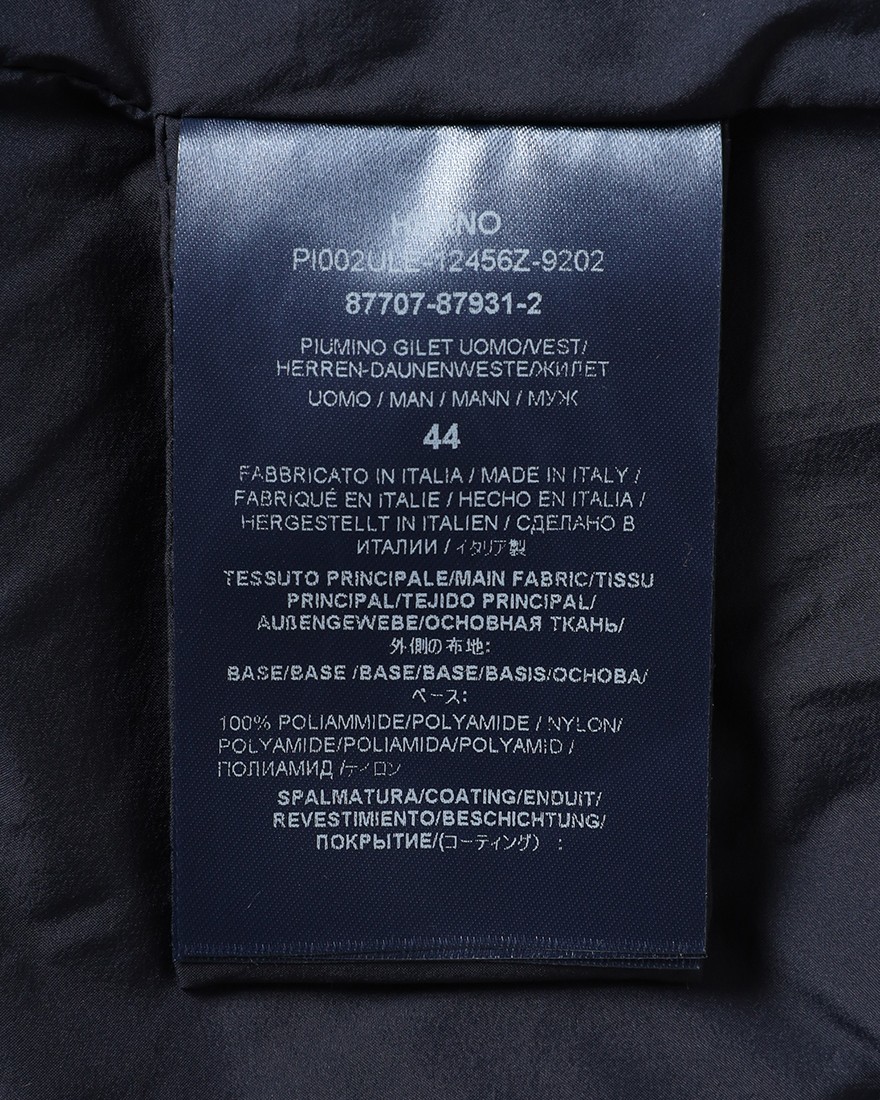 PI002ULE-12456Z-9202
87707-87931-2
PIUMINO GILET UOMO/VEST/
HERREN-DAUNENWESTE/ЖИЛЕТ
UOMO / MAN / MANN / МУЖ
44
FABBRICATO IN ITALIA / MADE IN ITALY /
FABRIQUÉ EN ITALIE / HECHO EN ITALIA /
HERGESTELLT IN ITALIEN / СДЕЛАНО В
ИТАЛИИ / イタリア製
TESSUTO PRINCIPALE/MAIN FABRIC/TISSU
PRINCIPAL/TEJIDO PRINCIPAL/
AUßENGEWEBE/ОСНОВНАЯ ТКАНЬ/
外側の布地:
BASE/BASE /BASE/BASE/BASIS/ОСНОВА/
ベース:
100% POLIAMMIDE/POLYAMIDE / NYLON/
POLYAMIDE/POLIAMIDA/POLYAMID /
ПОЛИАМИД /ナイロン
SPALMATURA/COATING/ENDUIT/
REVESTIMIENTO/BESCHICHTUNG/
ПОКРЫТИЕ/(コーティング） :